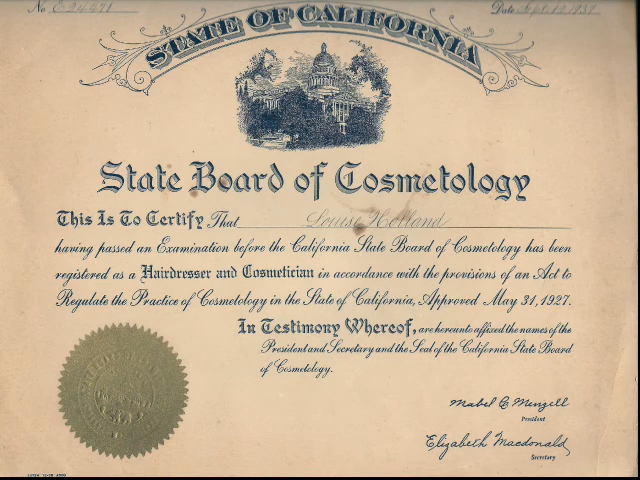 No E 24471 Date Sept. 12, 1939
STATE OF CALIFORNIA
State Board of Cosmetology
This Is To Certify That Louise Holland
having passed an Examination before the California State Board of Cosmetology has been
registered as a Hairdresser and Cosmetician in accordance with the provisions of an Act to
Regulate the Practice of Cosmetology in the State of California, Approved May 31, 1927.
In Testimony Whereof, are hereunto affixed the names of the
President and Secretary and the Seal of the California State Board
of Cosmetology.
Mabel C Menzell
President
Elizabeth Macdonald
Secretary